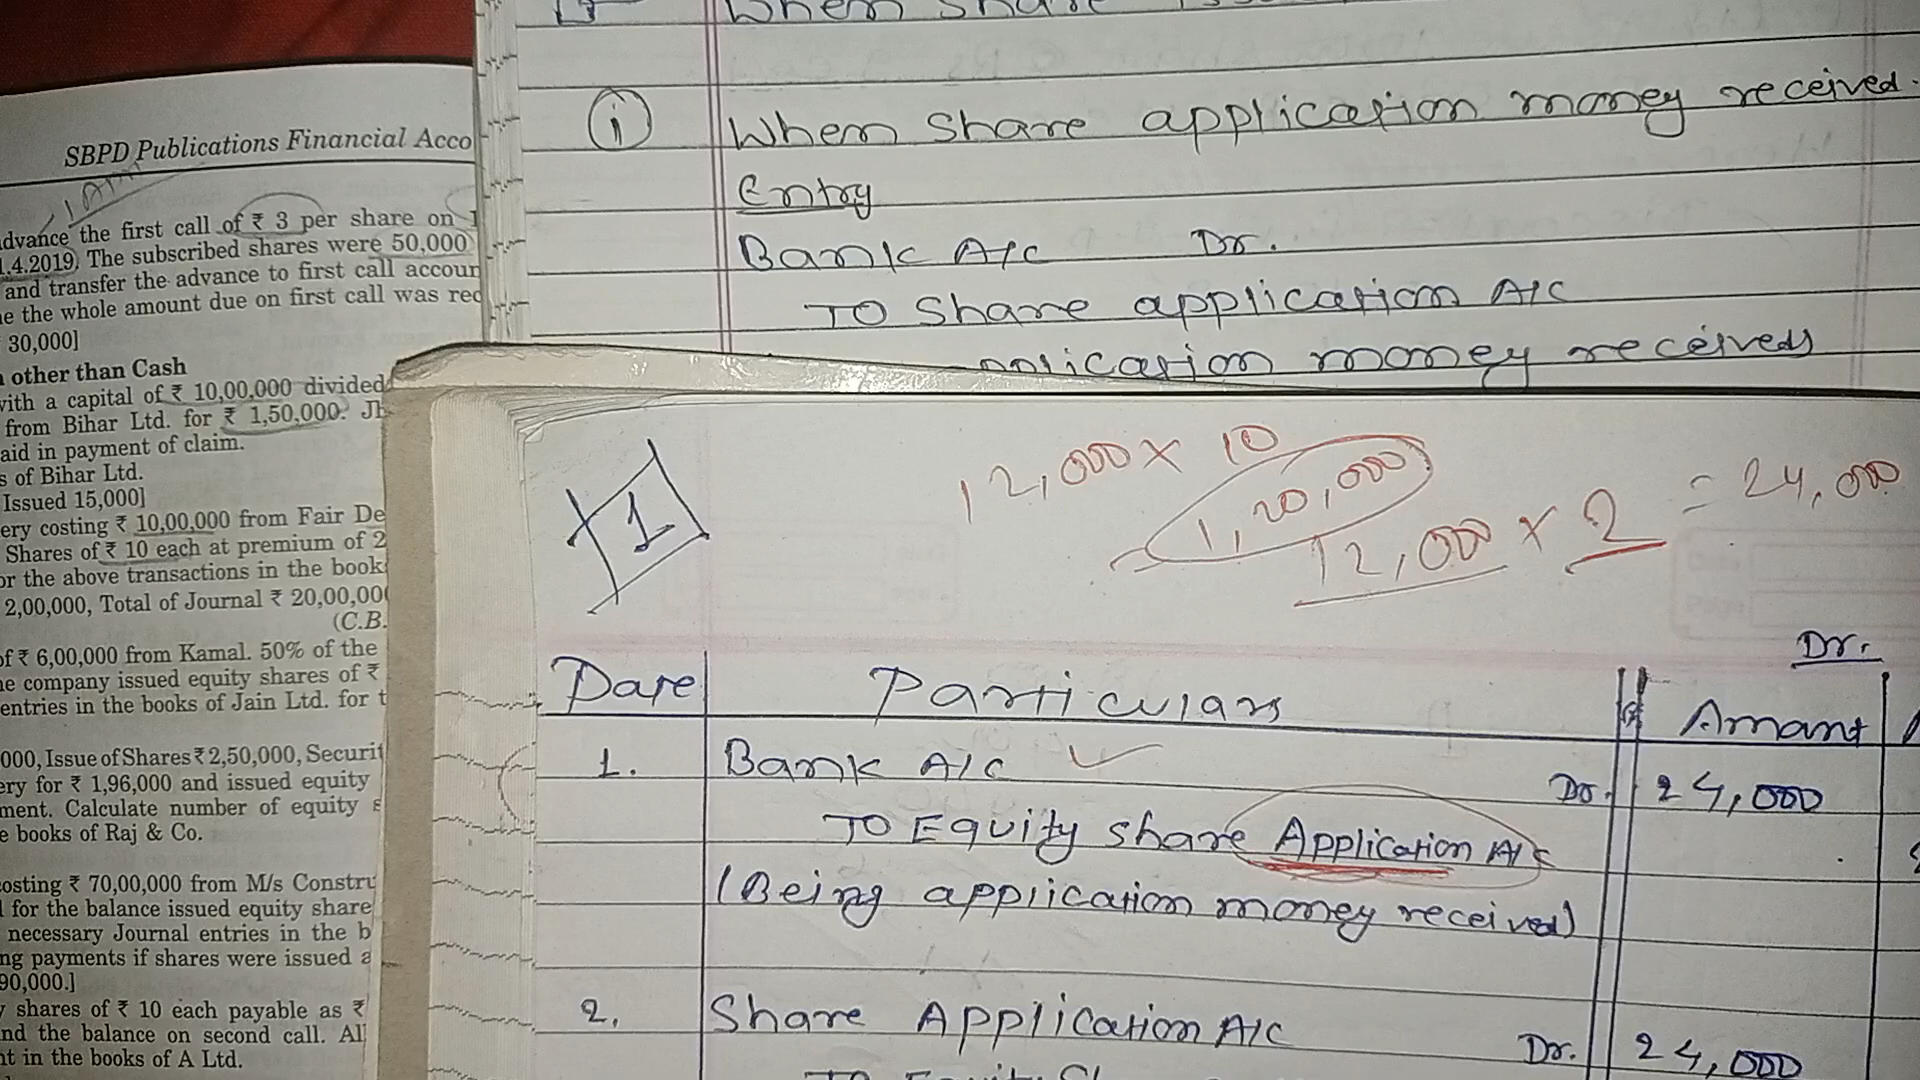 SBPD Publications Financial Acco
dvance the first call of ₹ 3 per share on
1.4.2019. The subscribed shares were 50,000
and transfer the advance to first call accoun
e the whole amount due on first call was rec
30,000]
other than Cash
with a capital of ₹ 10,00,000 divided
from Bihar Ltd. for ₹ 1,50,000.
aid in payment of claim.
s of Bihar Ltd.
Issued 15,000]
ery costing ₹ 10,00,000 from Fair De
Shares of ₹ 10 each at premium of 2
or the above transactions in the book
2,00,000, Total of Journal ₹ 20,00,000
(C.B.
of ₹ 6,00,000 from Kamal. 50% of the
e company issued equity shares of ₹
entries in the books of Jain Ltd. for t
000, Issue of Shares ₹ 2,50,000, Securit
ery for ₹ 1,96,000 and issued equity
ment. Calculate number of equity s
e books of Raj & Co.
costing ₹ 70,00,000 from M/s Constru
for the balance issued equity share
necessary Journal entries in the b
ng payments if shares were issued a
90,000.]
y shares of ₹ 10 each payable as ₹
nd the balance on second call. All
nt in the books of A Ltd.
When share
(i) When share application money received.
Entry
Bank A/c Dr.
To Share application A/c
application money received
1
12,000 × 10
1,20,000
12,000 × 2 = 24,000
Dr.
Date Particulars Amant
1. Bank A/c Dr. 24,000
To Equity share Application A/c
(Being application money received)
2. Share Application A/c Dr. 24,000